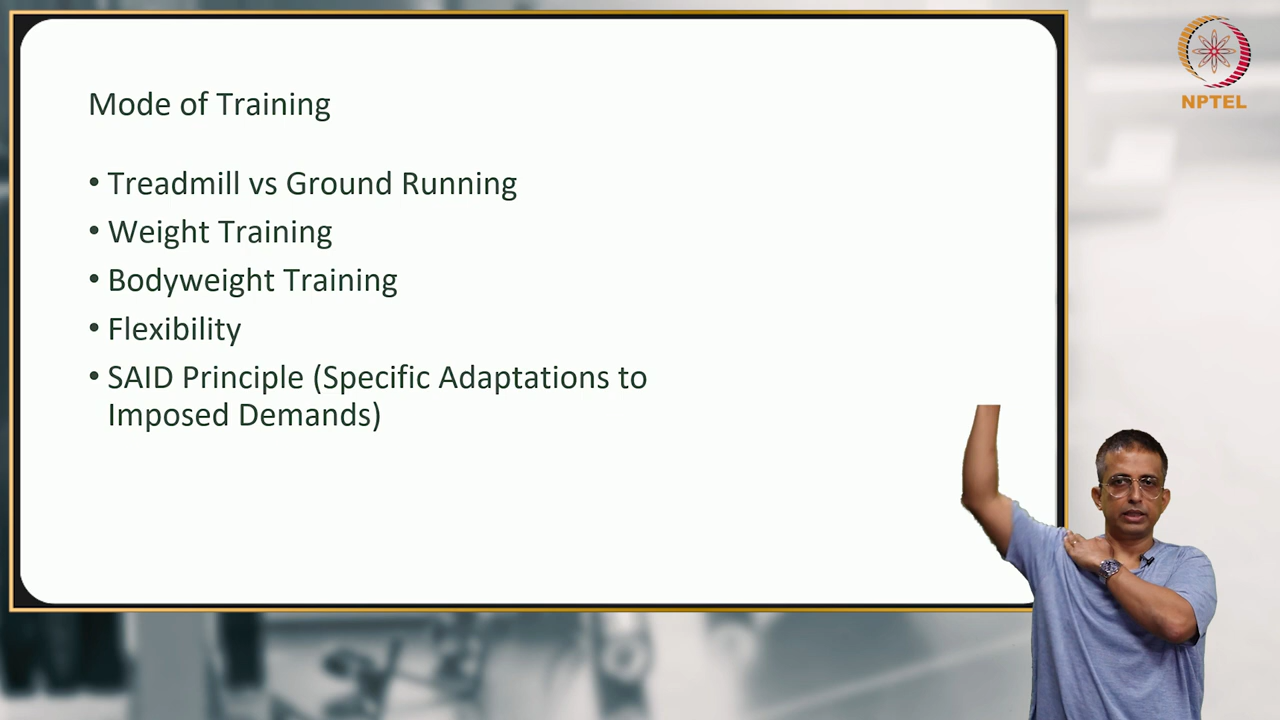 Mode of Training
• Treadmill vs Ground Running
• Weight Training
• Bodyweight Training
• Flexibility
• SAID Principle (Specific Adaptations to
Imposed Demands)
NPTEL